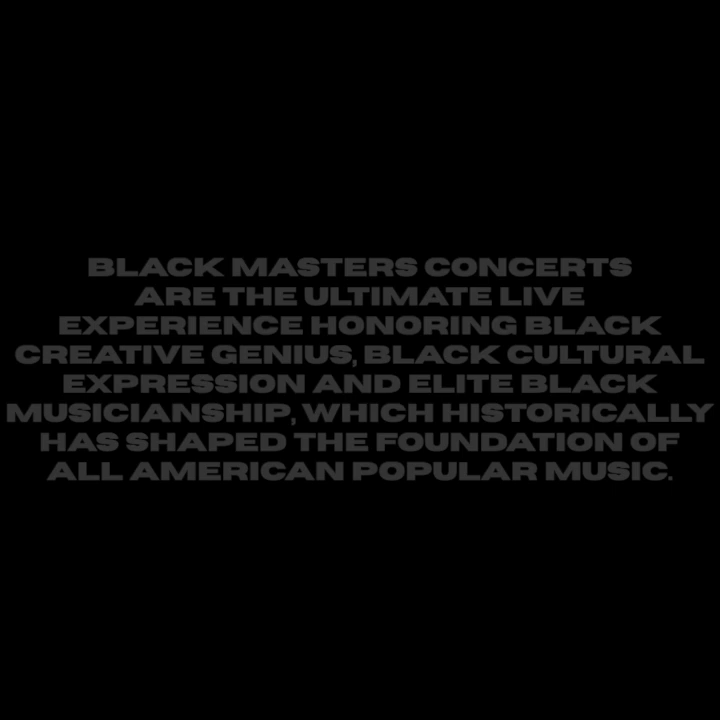 BLACK MASTERS CONCERTS
ARE THE ULTIMATE LIVE
EXPERIENCE HONORING BLACK
CREATIVE GENIUS, BLACK CULTURAL
EXPRESSION AND ELITE BLACK
MUSICIANSHIP, WHICH HISTORICALLY
HAS SHAPED THE FOUNDATION OF
ALL AMERICAN POPULAR MUSIC.